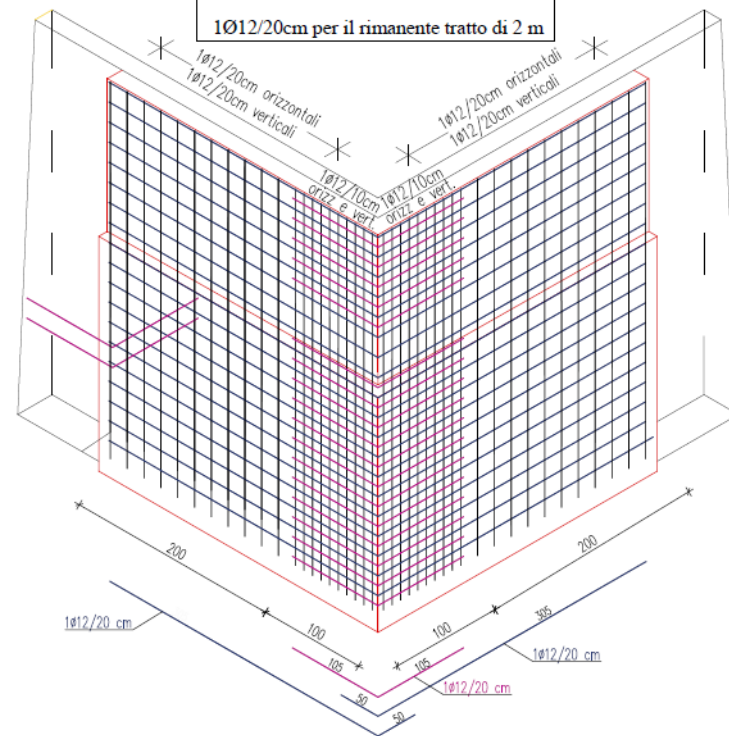 1Ø12/20cm per il rimanente tratto di 2 m
1ø12/20cm orizzontali
1ø12/20cm verticali
1ø12/20cm orizzontali
1ø12/20cm verticali
1ø12/10cm
orizz e vert.
1ø12/10cm
orizz e vert.
200
100
100
200
1ø12/20 cm
105
105
305
1ø12/20 cm
1ø12/20 cm
50
50